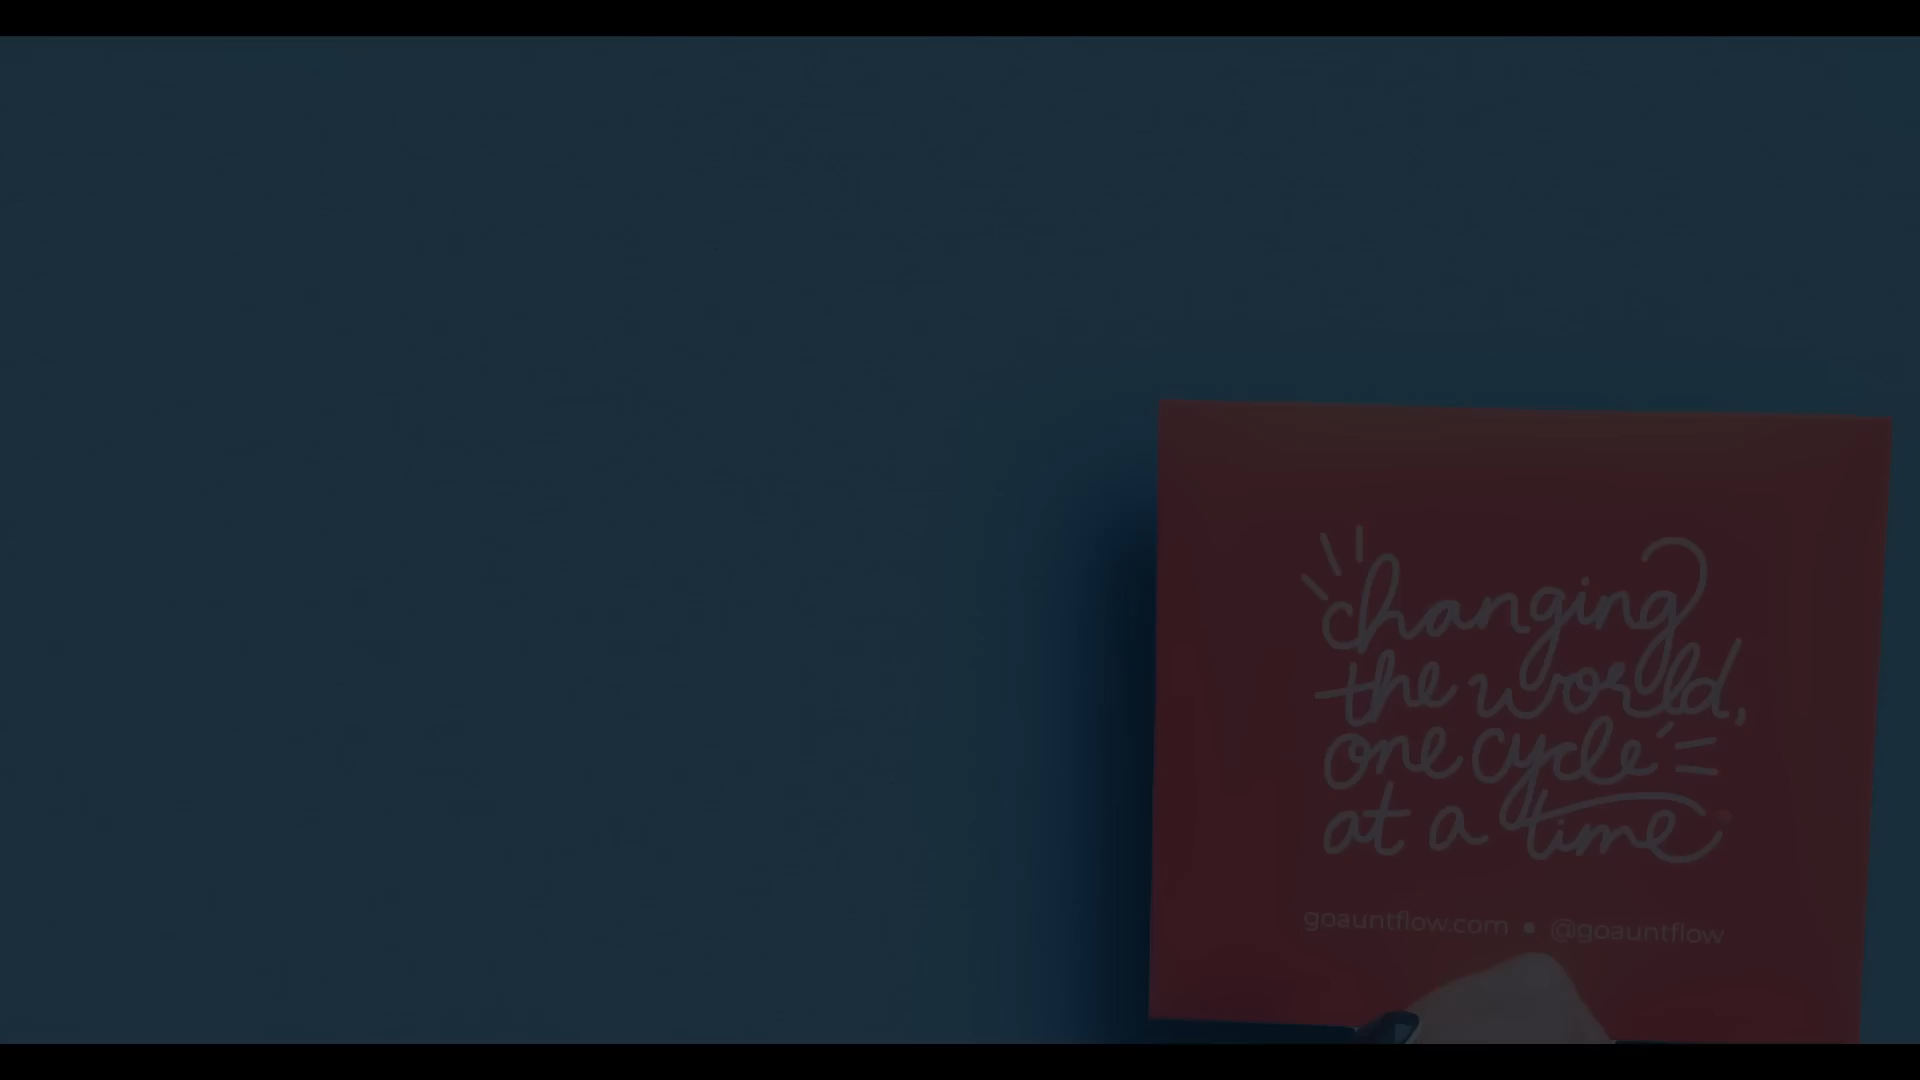 changing
the world,
one cycle
at a time
goauntflow.com • @goauntflow